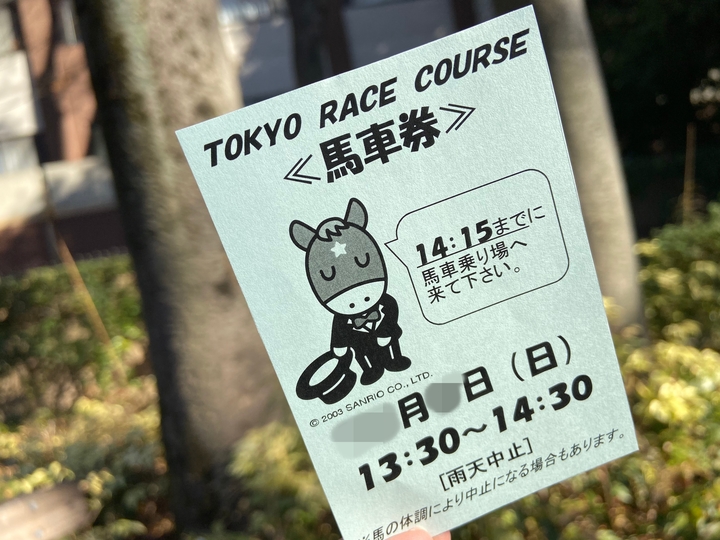 TOKYO RACE COURSE
≪馬車券≫
14:15までに
馬車乗り場へ
来て下さい。
© 2003 SANRIO CO., LTD.
月 日（日）
13:30～14:30
［雨天中止］
※馬の体調により中止になる場合もあります。